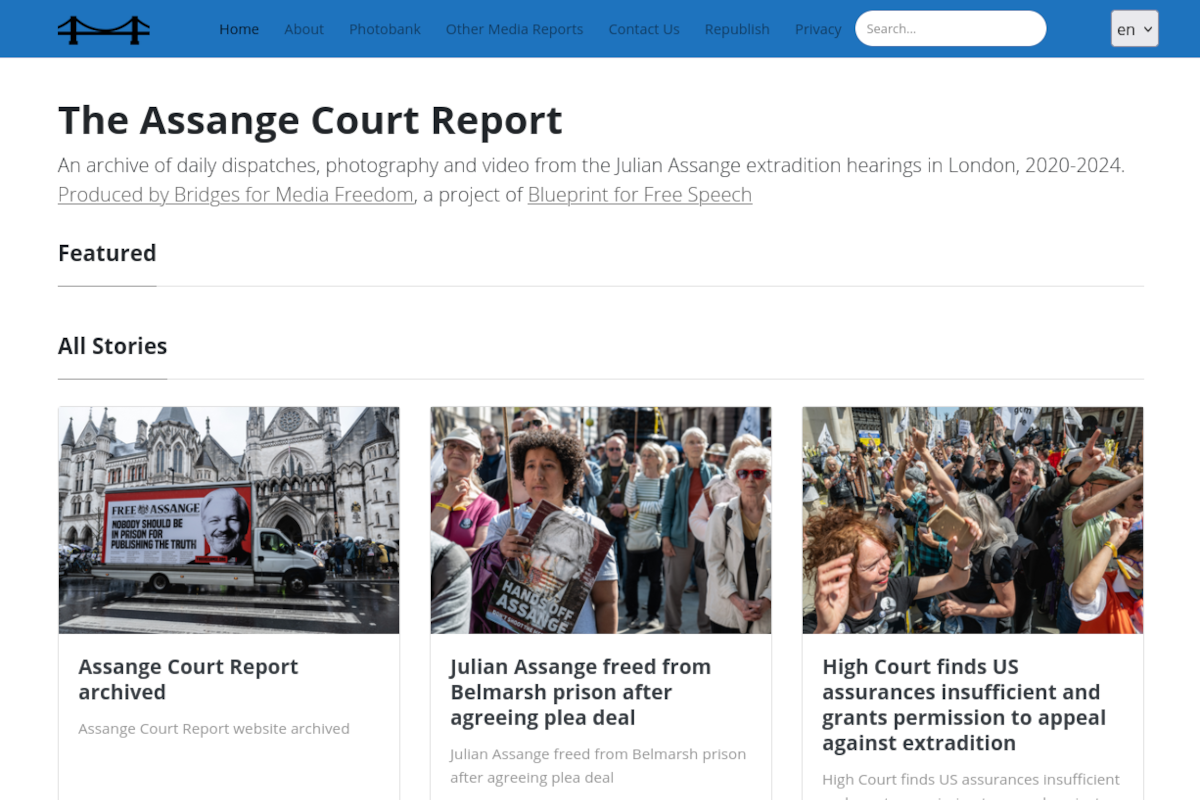 Home About Photobank Other Media Reports Contact Us Republish Privacy Search... en
The Assange Court Report
An archive of daily dispatches, photography and video from the Julian Assange extradition hearings in London, 2020-2024.
Produced by Bridges for Media Freedom, a project of Blueprint for Free Speech
Featured
All Stories
FREE ASSANGE
NOBODY SHOULD BE
IN PRISON FOR
PUBLISHING THE TRUTH
HANDS OFF
ASSANGE
Assange Court Report
archived
Assange Court Report website archived
Julian Assange freed from
Belmarsh prison after
agreeing plea deal
Julian Assange freed from Belmarsh prison
after agreeing plea deal
High Court finds US
assurances insufficient and
grants permission to appeal
against extradition
High Court finds US assurances insufficient